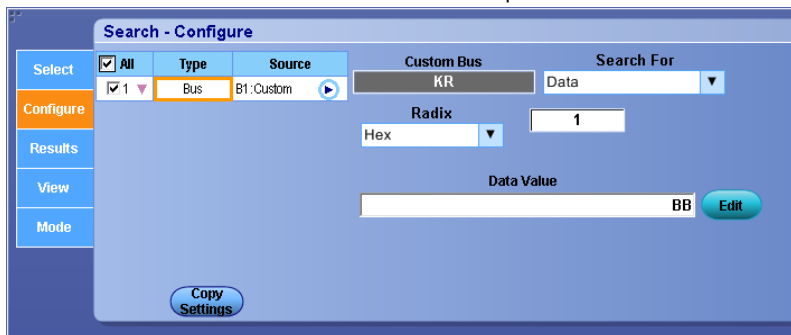 Search - Configure
Select
Configure
Results
View
Mode
All Type Source
1 Bus B1:Custom
Custom Bus
KR
Search For
Data
Radix
Hex
1
Data Value
BB
Edit
Copy
Settings